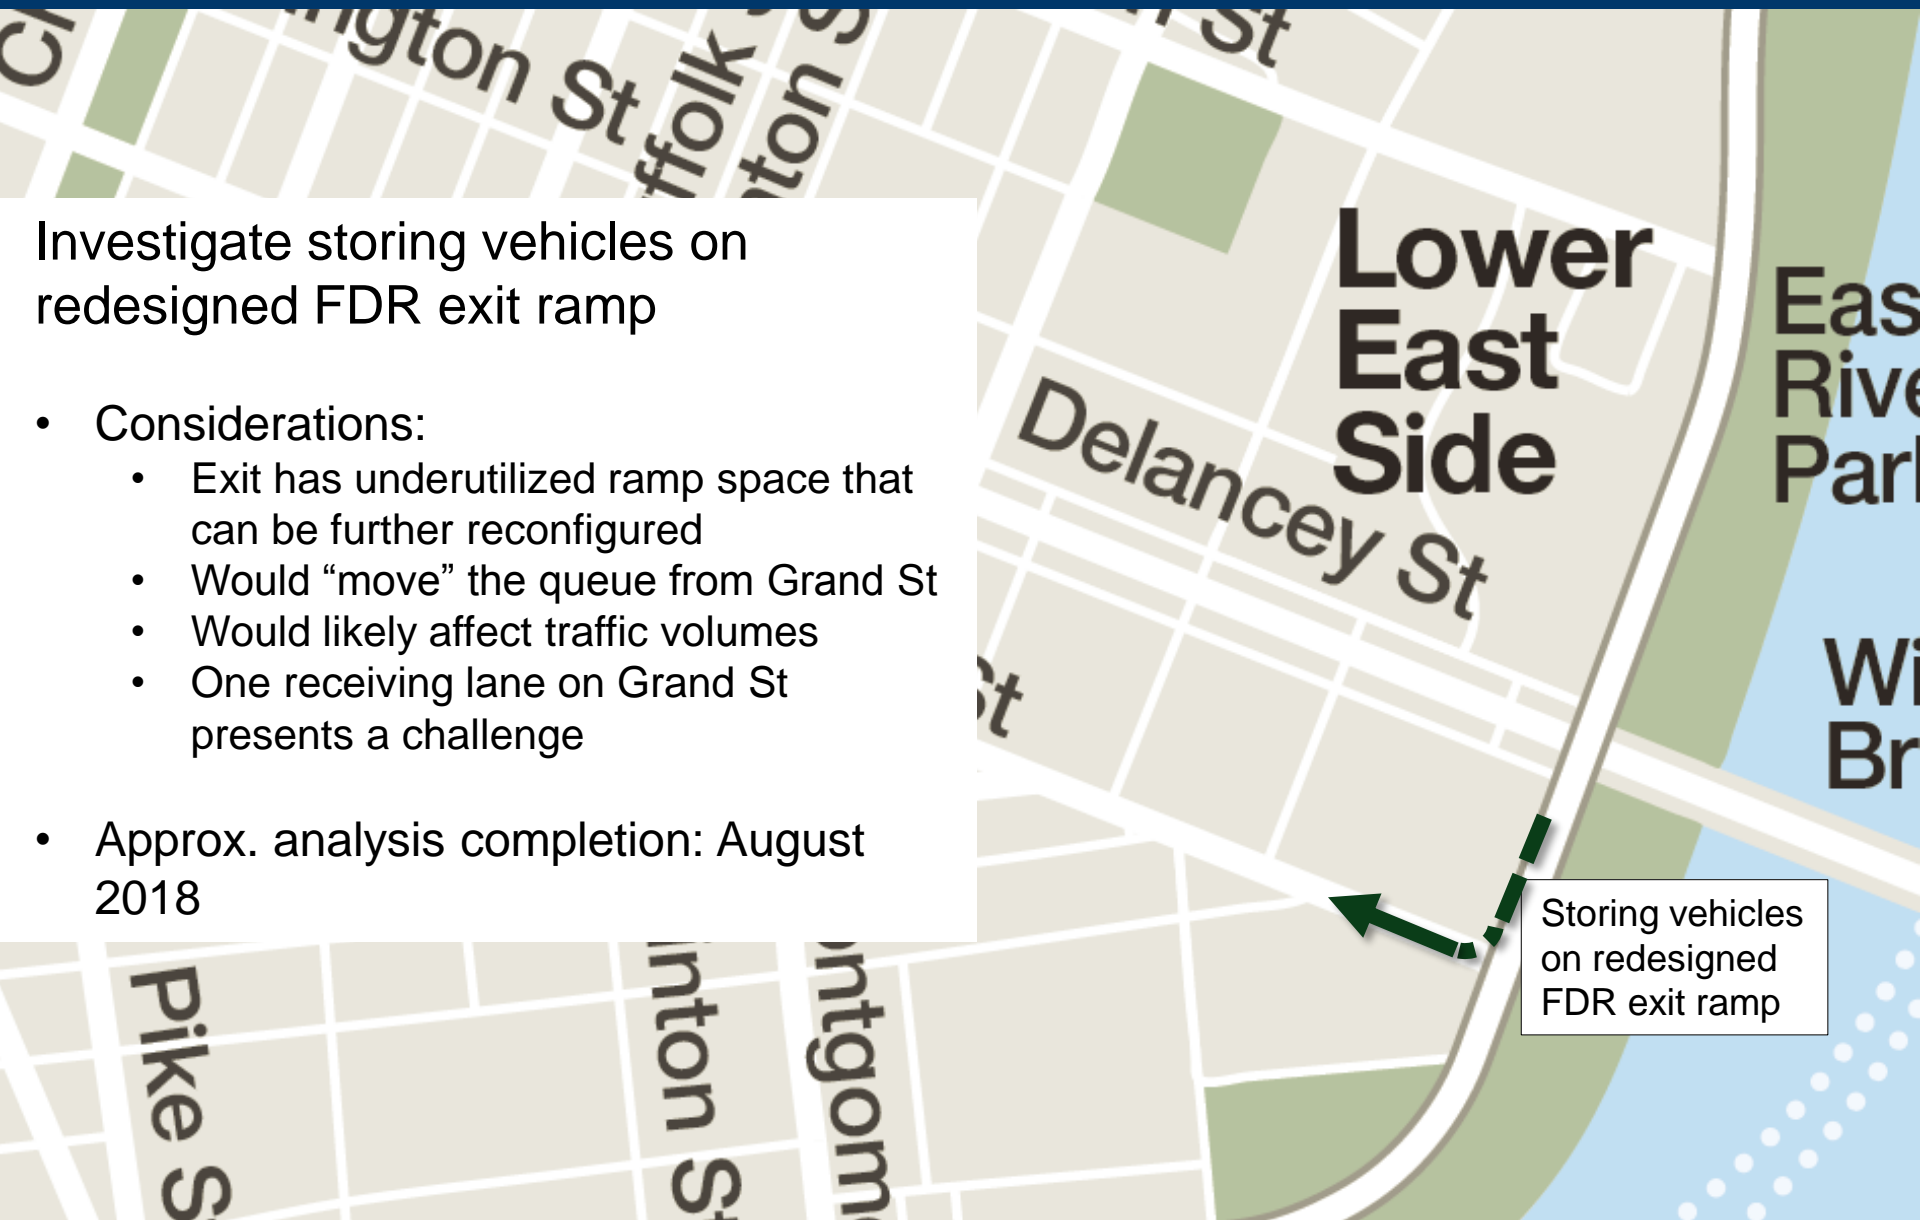 St
Investigate storing vehicles on
redesigned FDR exit ramp
• Considerations:
• Exit has underutilized ramp space that
can be further reconfigured
• Would “move” the queue from Grand St
• Would likely affect traffic volumes
• One receiving lane on Grand St
presents a challenge
• Approx. analysis completion: August
2018
Lower
East
Side
Delancey St
St
Storing vehicles
on redesigned
FDR exit ramp
Pike S